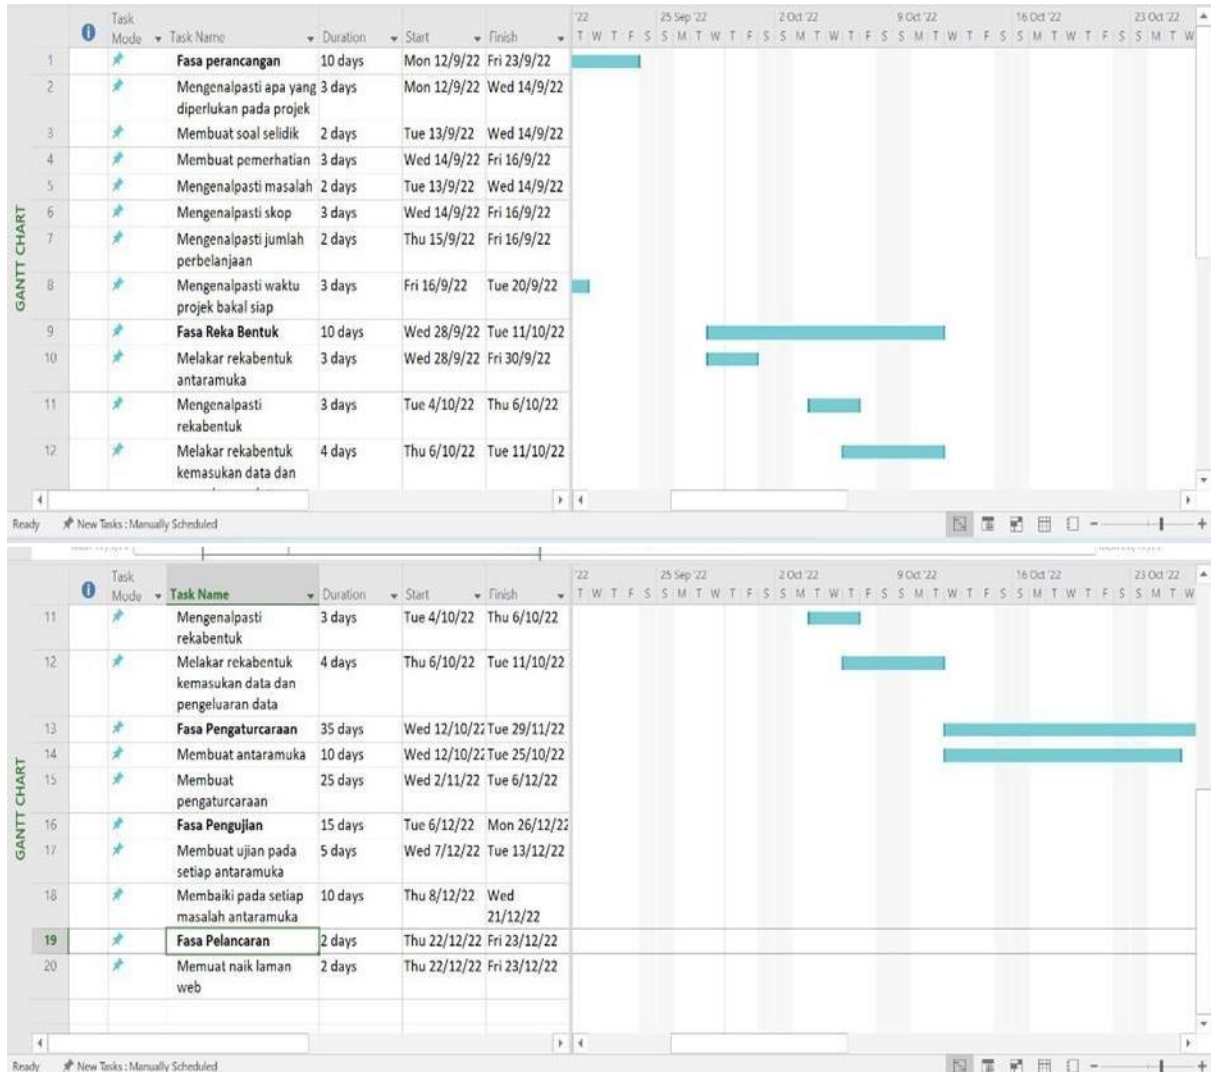 Task
Mode Task Name Duration Start Finish
'22 25 Sep '22 2 Oct '22 9 Oct '22 16 Oct '22 23 Oct '22
T W T F S S M T W T F S S M T W T F S S M T W T F S S M T W T F S S M T W
GANTT CHART
1 Fasa perancangan 10 days Mon 12/9/22 Fri 23/9/22
2 Mengenalpasti apa yang 3 days Mon 12/9/22 Wed 14/9/22
diperlukan pada projek
3 Membuat soal selidik 2 days Tue 13/9/22 Wed 14/9/22
4 Membuat pemerhatian 3 days Wed 14/9/22 Fri 16/9/22
5 Mengenalpasti masalah 2 days Tue 13/9/22 Wed 14/9/22
6 Mengenalpasti skop 3 days Wed 14/9/22 Fri 16/9/22
7 Mengenalpasti jumlah 2 days Thu 15/9/22 Fri 16/9/22
perbelanjaan
8 Mengenalpasti waktu 3 days Fri 16/9/22 Tue 20/9/22
projek bakal siap
9 Fasa Reka Bentuk 10 days Wed 28/9/22 Tue 11/10/22
10 Melakar rekabentuk 3 days Wed 28/9/22 Fri 30/9/22
antaramuka
11 Mengenalpasti 3 days Tue 4/10/22 Thu 6/10/22
rekabentuk
12 Melakar rekabentuk 4 days Thu 6/10/22 Tue 11/10/22
kemasukan data dan
Ready New Tasks : Manually Scheduled
Task
Mode Task Name Duration Start Finish
'22 25 Sep '22 2 Oct '22 9 Oct '22 16 Oct '22 23 Oct '22
T W T F S S M T W T F S S M T W T F S S M T W T F S S M T W T F S S M T W
GANTT CHART
11 Mengenalpasti 3 days Tue 4/10/22 Thu 6/10/22
rekabentuk
12 Melakar rekabentuk 4 days Thu 6/10/22 Tue 11/10/22
kemasukan data dan
pengeluaran data
13 Fasa Pengaturcaraan 35 days Wed 12/10/22 Tue 29/11/22
14 Membuat antaramuka 10 days Wed 12/10/22 Tue 25/10/22
15 Membuat 25 days Wed 2/11/22 Tue 6/12/22
pengaturcaraan
16 Fasa Pengujian 15 days Tue 6/12/22 Mon 26/12/22
17 Membuat ujian pada 5 days Wed 7/12/22 Tue 13/12/22
setiap antaramuka
18 Membaiki pada setiap 10 days Thu 8/12/22 Wed
masalah antaramuka 21/12/22
19 Fasa Pelancaran 2 days Thu 22/12/22 Fri 23/12/22
20 Memuat naik laman 2 days Thu 22/12/22 Fri 23/12/22
web
Ready New Tasks : Manually Scheduled